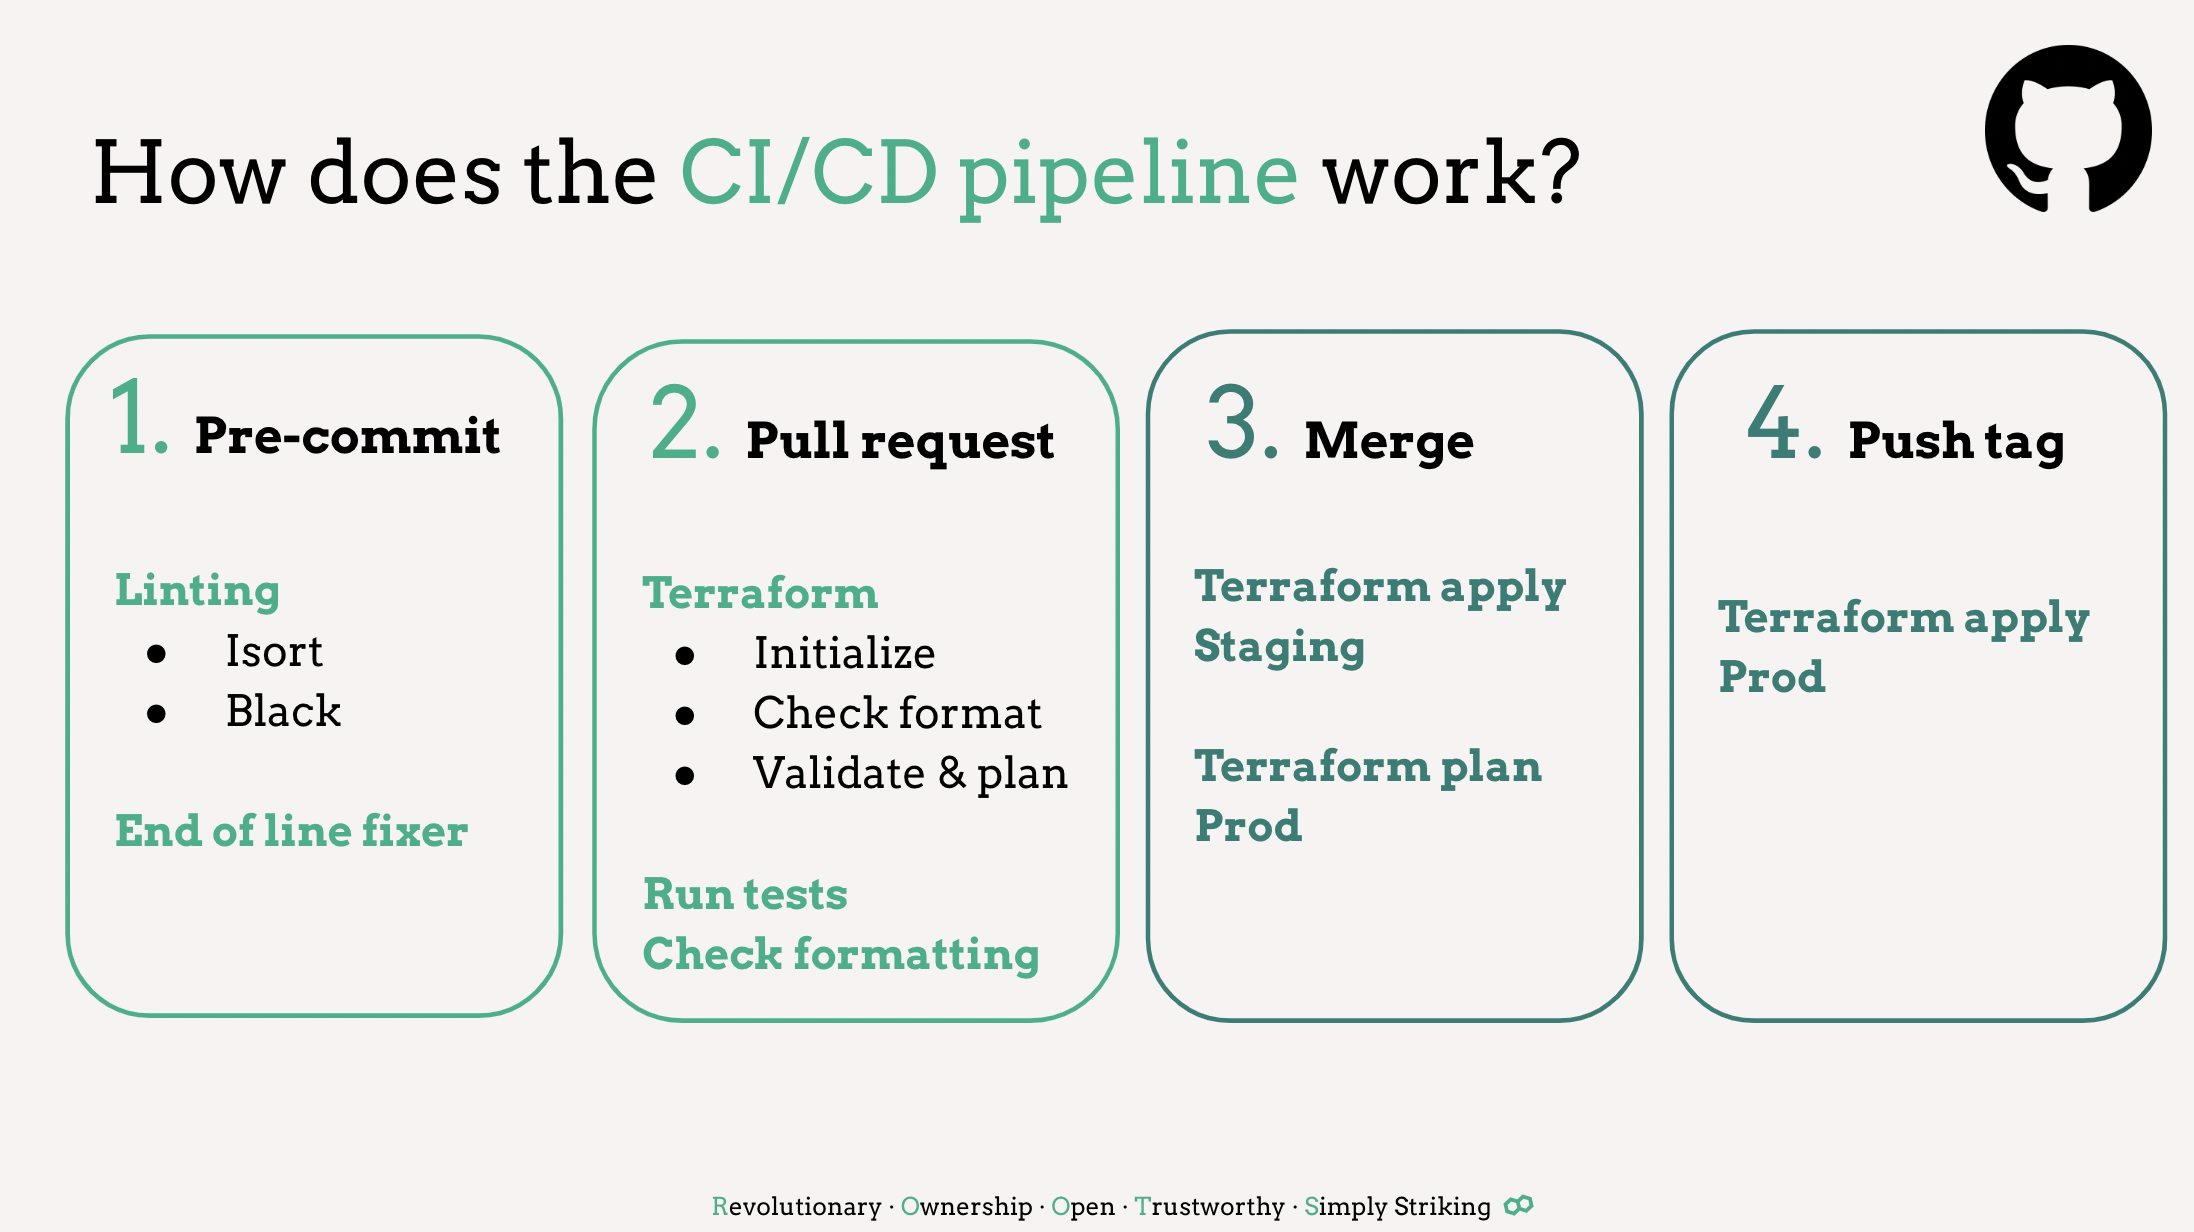 How does the CI/CD pipeline work?
1. Pre-commit
Linting
● Isort
● Black
End of line fixer
2. Pull request
Terraform
● Initialize
● Check format
● Validate & plan
Run tests
Check formatting
3. Merge
Terraform apply
Staging
Terraform plan
Prod
4. Push tag
Terraform apply
Prod
Revolutionary · Ownership · Open · Trustworthy · Simply Striking